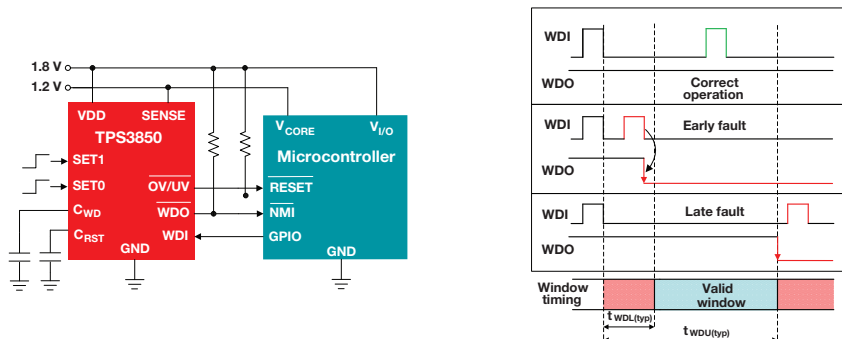 1.8 V
1.2 V
VDD
SENSE
TPS3850
SET1
SET0
OV/UV
CWD
WDO
CRST
WDI
GND
VCORE
VI/O
Microcontroller
RESET
NMI
GPIO
GND
WDI
WDO
Correct
operation
WDI
Early fault
WDO
WDI
Late fault
WDO
Window
timing
Valid
window
t WDL(typ)
t WDU(typ)